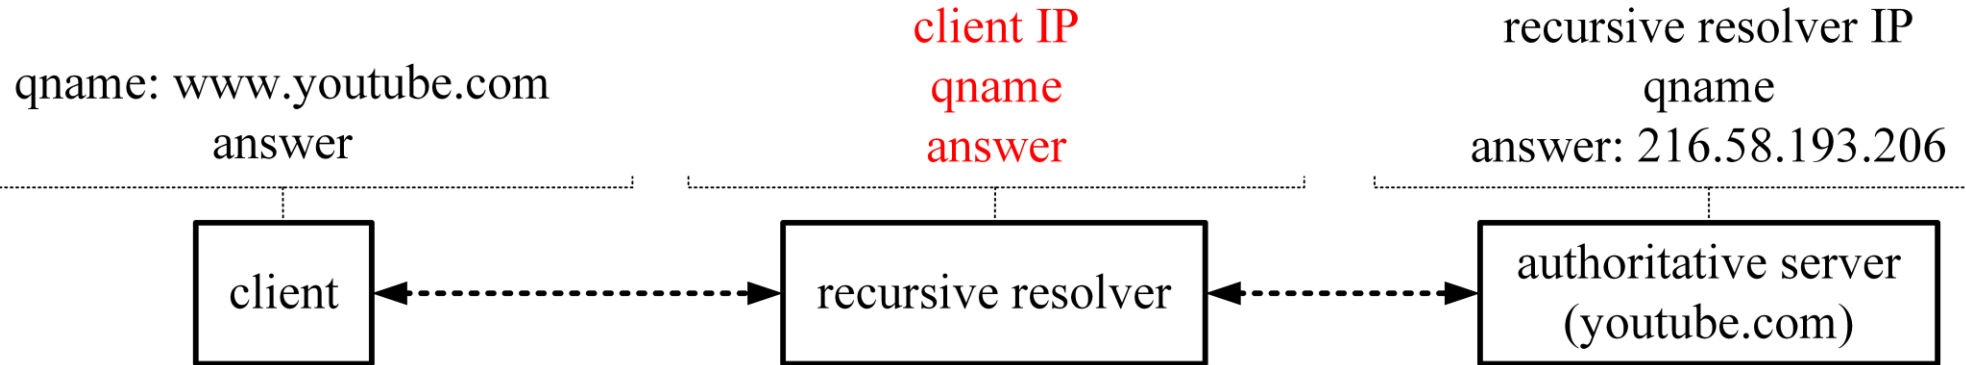 qname: www.youtube.com
answer
client IP
qname
answer
recursive resolver IP
qname
answer: 216.58.193.206
client
recursive resolver
authoritative server
(youtube.com)